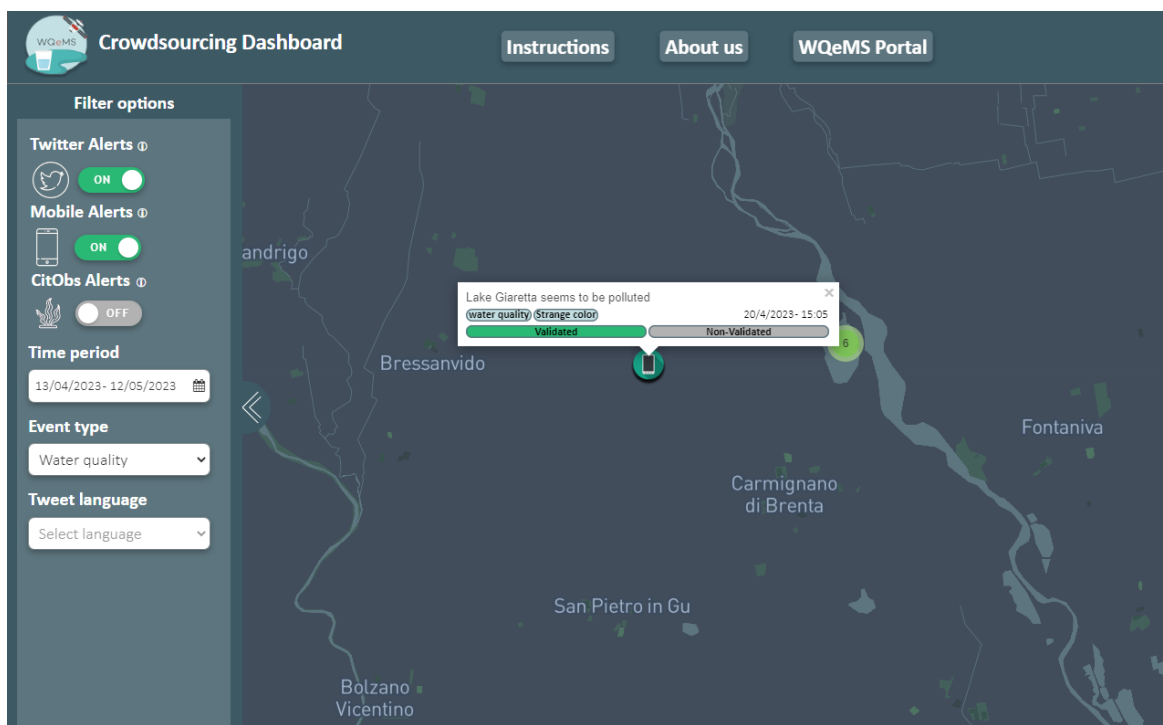 WQeMS
Crowdsourcing Dashboard
Instructions
About us
WQeMS Portal
Filter options
Twitter Alerts
ON
Mobile Alerts
ON
CitObs Alerts
OFF
Time period
13/04/2023- 12/05/2023
Event type
Water quality
Tweet language
Select language
andrigo
Lake Giaretta seems to be polluted
×
water quality Strange color 20/4/2023- 15:05
Validated Non-Validated
6
Bressanvido
Fontaniva
Carmignano
di Brenta
San Pietro in Gu
Bolzano
Vicentino